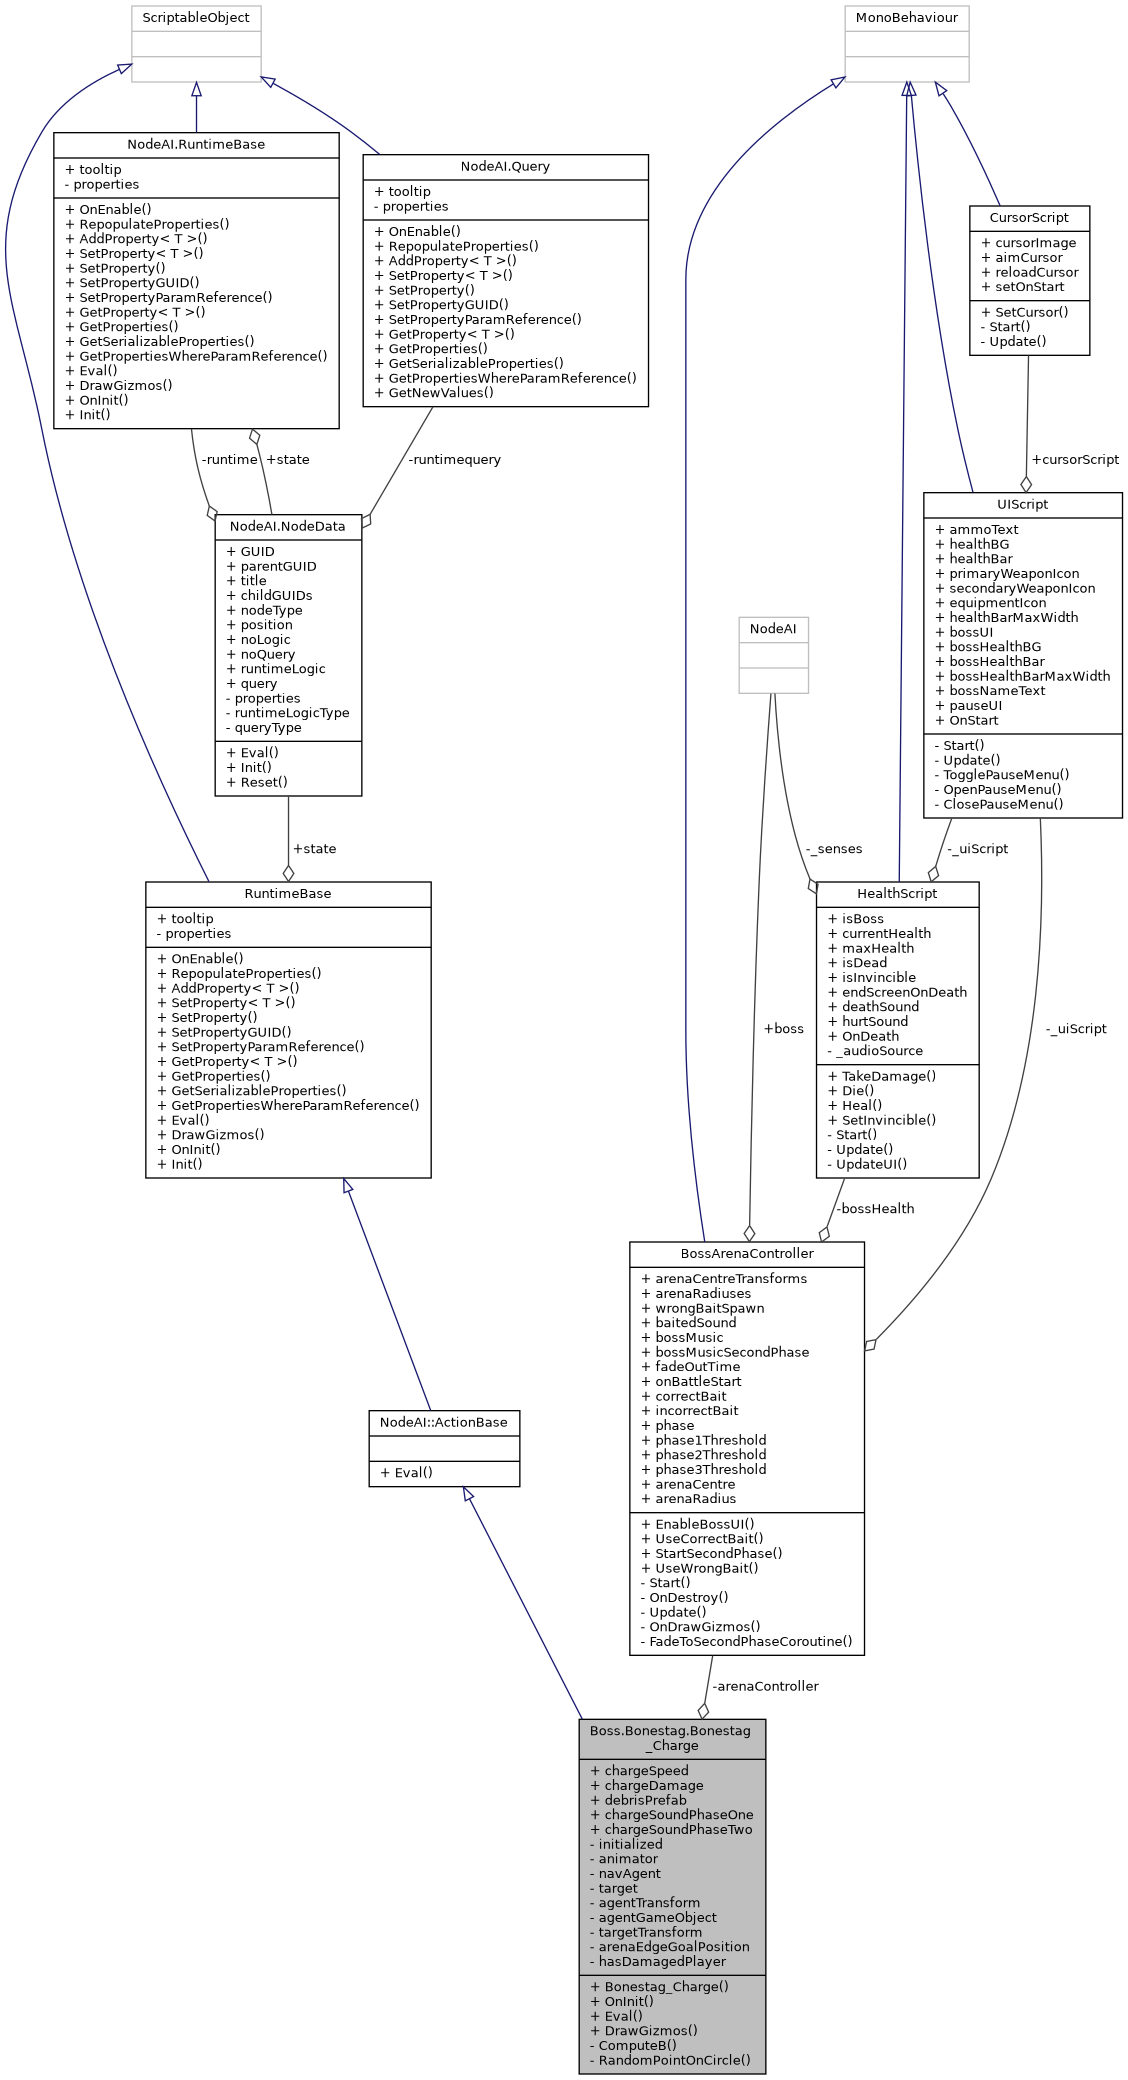 ScriptableObject
MonoBehaviour
NodeAI.RuntimeBase
+ tooltip
- properties
+ OnEnable()
+ RepopulateProperties()
+ AddProperty< T >()
+ SetProperty< T >()
+ SetProperty()
+ SetPropertyGUID()
+ SetPropertyParamReference()
+ GetProperty< T >()
+ GetProperties()
+ GetSerializableProperties()
+ GetPropertiesWhereParamReference()
+ Eval()
+ DrawGizmos()
+ OnInit()
+ Init()
NodeAI.Query
+ tooltip
- properties
+ OnEnable()
+ RepopulateProperties()
+ AddProperty< T >()
+ SetProperty< T >()
+ SetProperty()
+ SetPropertyGUID()
+ SetPropertyParamReference()
+ GetProperty< T >()
+ GetProperties()
+ GetSerializableProperties()
+ GetPropertiesWhereParamReference()
+ GetNewValues()
CursorScript
+ cursorImage
+ aimCursor
+ reloadCursor
+ setOnStart
+ SetCursor()
- Start()
- Update()
-runtime
+state
-runtimequery
+cursorScript
NodeAI.NodeData
+ GUID
+ parentGUID
+ title
+ childGUIDs
+ nodeType
+ position
+ noLogic
+ noQuery
+ runtimeLogic
+ query
- properties
- runtimeLogicType
- queryType
+ Eval()
+ Init()
+ Reset()
UIScript
+ ammoText
+ healthBG
+ healthBar
+ primaryWeaponIcon
+ secondaryWeaponIcon
+ equipmentIcon
+ healthBarMaxWidth
+ bossUI
+ bossHealthBG
+ bossHealthBar
+ bossHealthBarMaxWidth
+ bossNameText
+ pauseUI
+ OnStart
- Start()
- Update()
- TogglePauseMenu()
- OpenPauseMenu()
- ClosePauseMenu()
NodeAI
+state
-_senses
-_uiScript
RuntimeBase
+ tooltip
- properties
+ OnEnable()
+ RepopulateProperties()
+ AddProperty< T >()
+ SetProperty< T >()
+ SetProperty()
+ SetPropertyGUID()
+ SetPropertyParamReference()
+ GetProperty< T >()
+ GetProperties()
+ GetSerializableProperties()
+ GetPropertiesWhereParamReference()
+ Eval()
+ DrawGizmos()
+ OnInit()
+ Init()
HealthScript
+ isBoss
+ currentHealth
+ maxHealth
+ isDead
+ isInvincible
+ endScreenOnDeath
+ deathSound
+ hurtSound
+ OnDeath
- _audioSource
+ TakeDamage()
+ Die()
+ Heal()
+ SetInvincible()
- Start()
- Update()
- UpdateUI()
+boss
-_uiScript
-bossHealth
BossArenaController
+ arenaCentreTransforms
+ arenaRadiuses
+ wrongBaitSpawn
+ baitedSound
+ bossMusic
+ bossMusicSecondPhase
+ fadeOutTime
+ onBattleStart
+ correctBait
+ incorrectBait
+ phase
+ phase1Threshold
+ phase2Threshold
+ phase3Threshold
+ arenaCentre
+ arenaRadius
+ EnableBossUI()
+ UseCorrectBait()
+ StartSecondPhase()
+ UseWrongBait()
- Start()
- OnDestroy()
- Update()
- OnDrawGizmos()
- FadeToSecondPhaseCoroutine()
NodeAI::ActionBase
+ Eval()
-arenaController
Boss.Bonestag.Bonestag
_Charge
+ chargeSpeed
+ chargeDamage
+ debrisPrefab
+ chargeSoundPhaseOne
+ chargeSoundPhaseTwo
- initialized
- animator
- navAgent
- target
- agentTransform
- agentGameObject
- targetTransform
- arenaEdgeGoalPosition
- hasDamagedPlayer
+ Bonestag_Charge()
+ OnInit()
+ Eval()
+ DrawGizmos()
- ComputeB()
- RandomPointOnCircle()